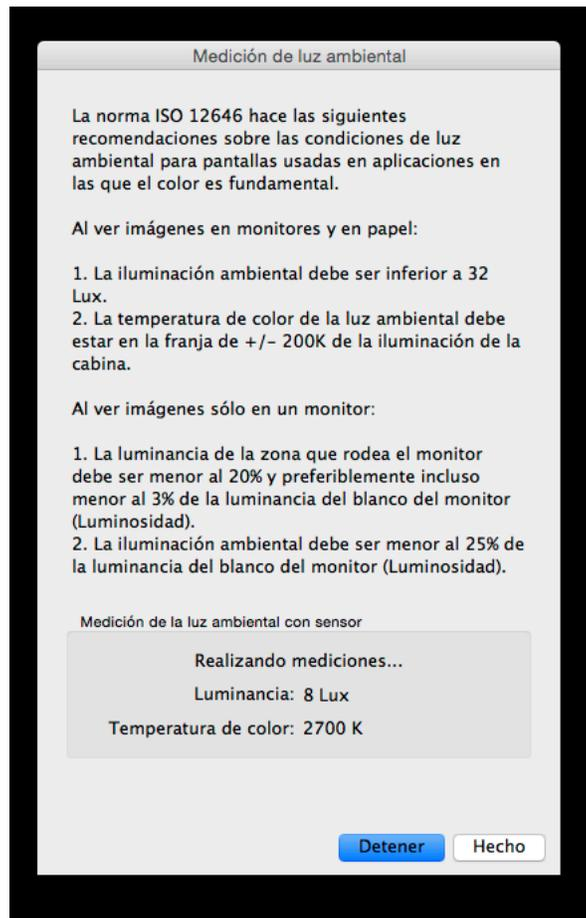 Medición de luz ambiental
La norma ISO 12646 hace las siguientes
recomendaciones sobre las condiciones de luz
ambiental para pantallas usadas en aplicaciones en
las que el color es fundamental.
Al ver imágenes en monitores y en papel:
1. La iluminación ambiental debe ser inferior a 32
Lux.
2. La temperatura de color de la luz ambiental debe
estar en la franja de +/- 200K de la iluminación de la
cabina.
Al ver imágenes sólo en un monitor:
1. La luminancia de la zona que rodea el monitor
debe ser menor al 20% y preferiblemente incluso
menor al 3% de la luminancia del blanco del monitor
(Luminosidad).
2. La iluminación ambiental debe ser menor al 25% de
la luminancia del blanco del monitor (Luminosidad).
Medición de la luz ambiental con sensor
Realizando mediciones...
Luminancia: 8 Lux
Temperatura de color: 2700 K
Detener Hecho